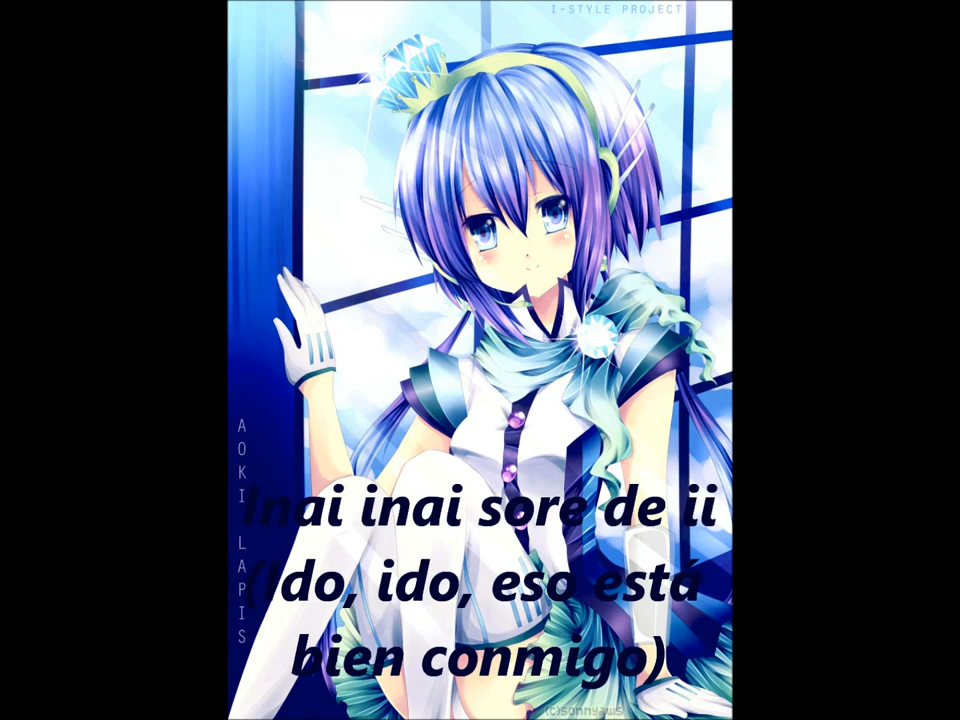 I-STYLE PROJECT
AOKI LAPIS
Inai inai sore de ii
(Ido, ido, eso está
bien conmigo)
(c)sonnyaws